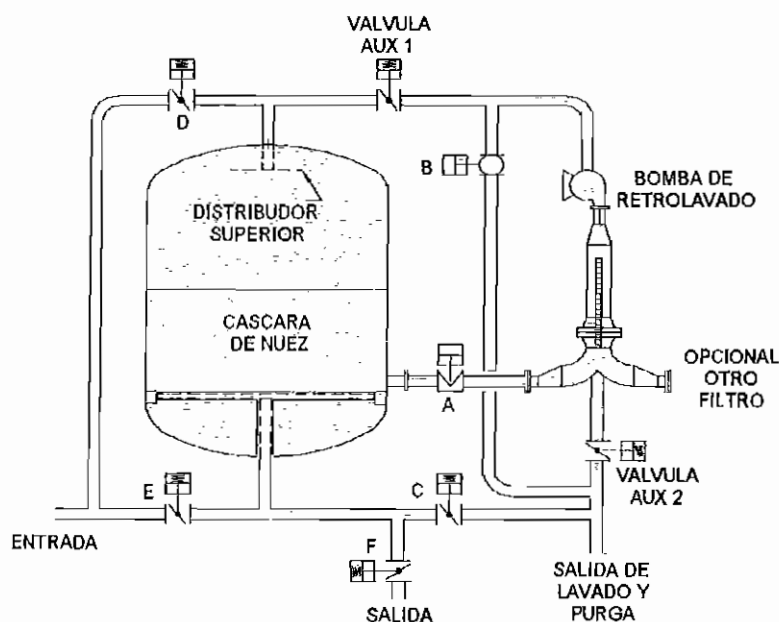 VALVULA
AUX 1
D
B
BOMBA DE
RETROLAVADO
DISTRIBUDOR
SUPERIOR
CASCARA
DE NUEZ
A
OPCIONAL
OTRO
FILTRO
VALVULA
AUX 2
E
C
ENTRADA
F
SALIDA
SALIDA DE
LAVADO Y
PURGA